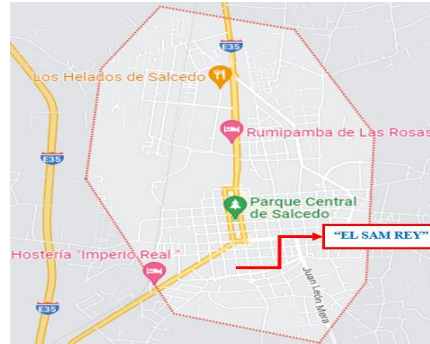 E35
Los Helados de Salcedo
Rumipamba de Las Rosas
E35
Parque Central
de Salcedo
"EL SAM REY"
Hostería "Imperio Real "
Juan León Mera
E35